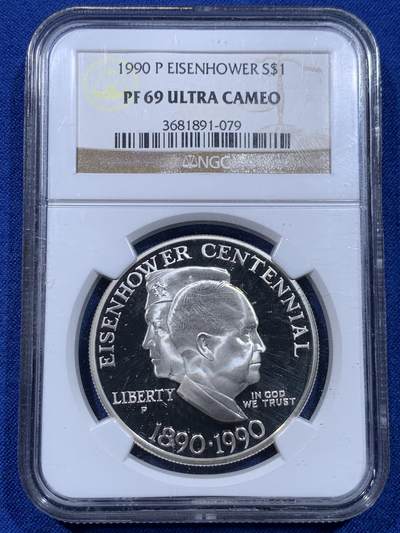 1990 P EISENHOWER S$1
PF 69 ULTRA CAMEO
3681891-079
NGC
EISENHOWER CENTENNIAL
LIBERTY
P
IN GOD
WE TRUST
1890·1990